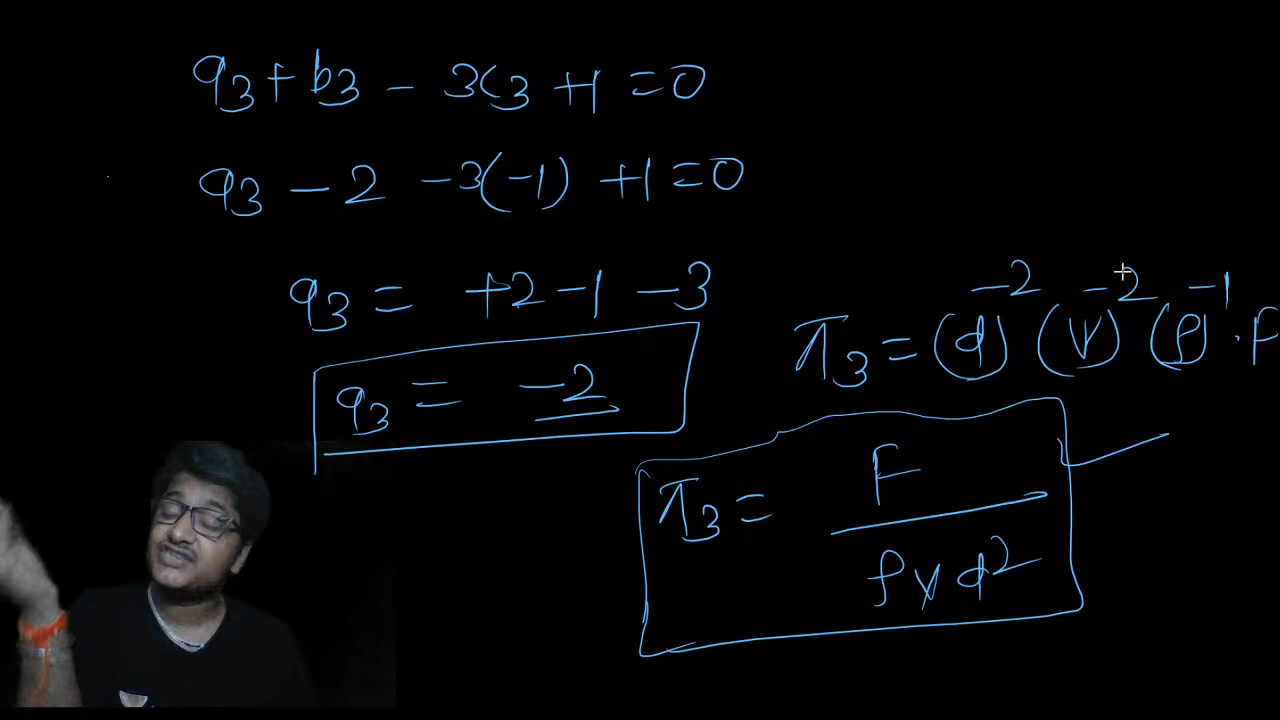 a3 + b3 - 3c3 + 1 = 0
a3 - 2 - 3(-1) + 1 = 0
a3 = +2 - 1 - 3
a3 = -2
π3 = (d)^-2 (V)^-2 (ρ)^-1 . F
π3 = F / ρ V d^2